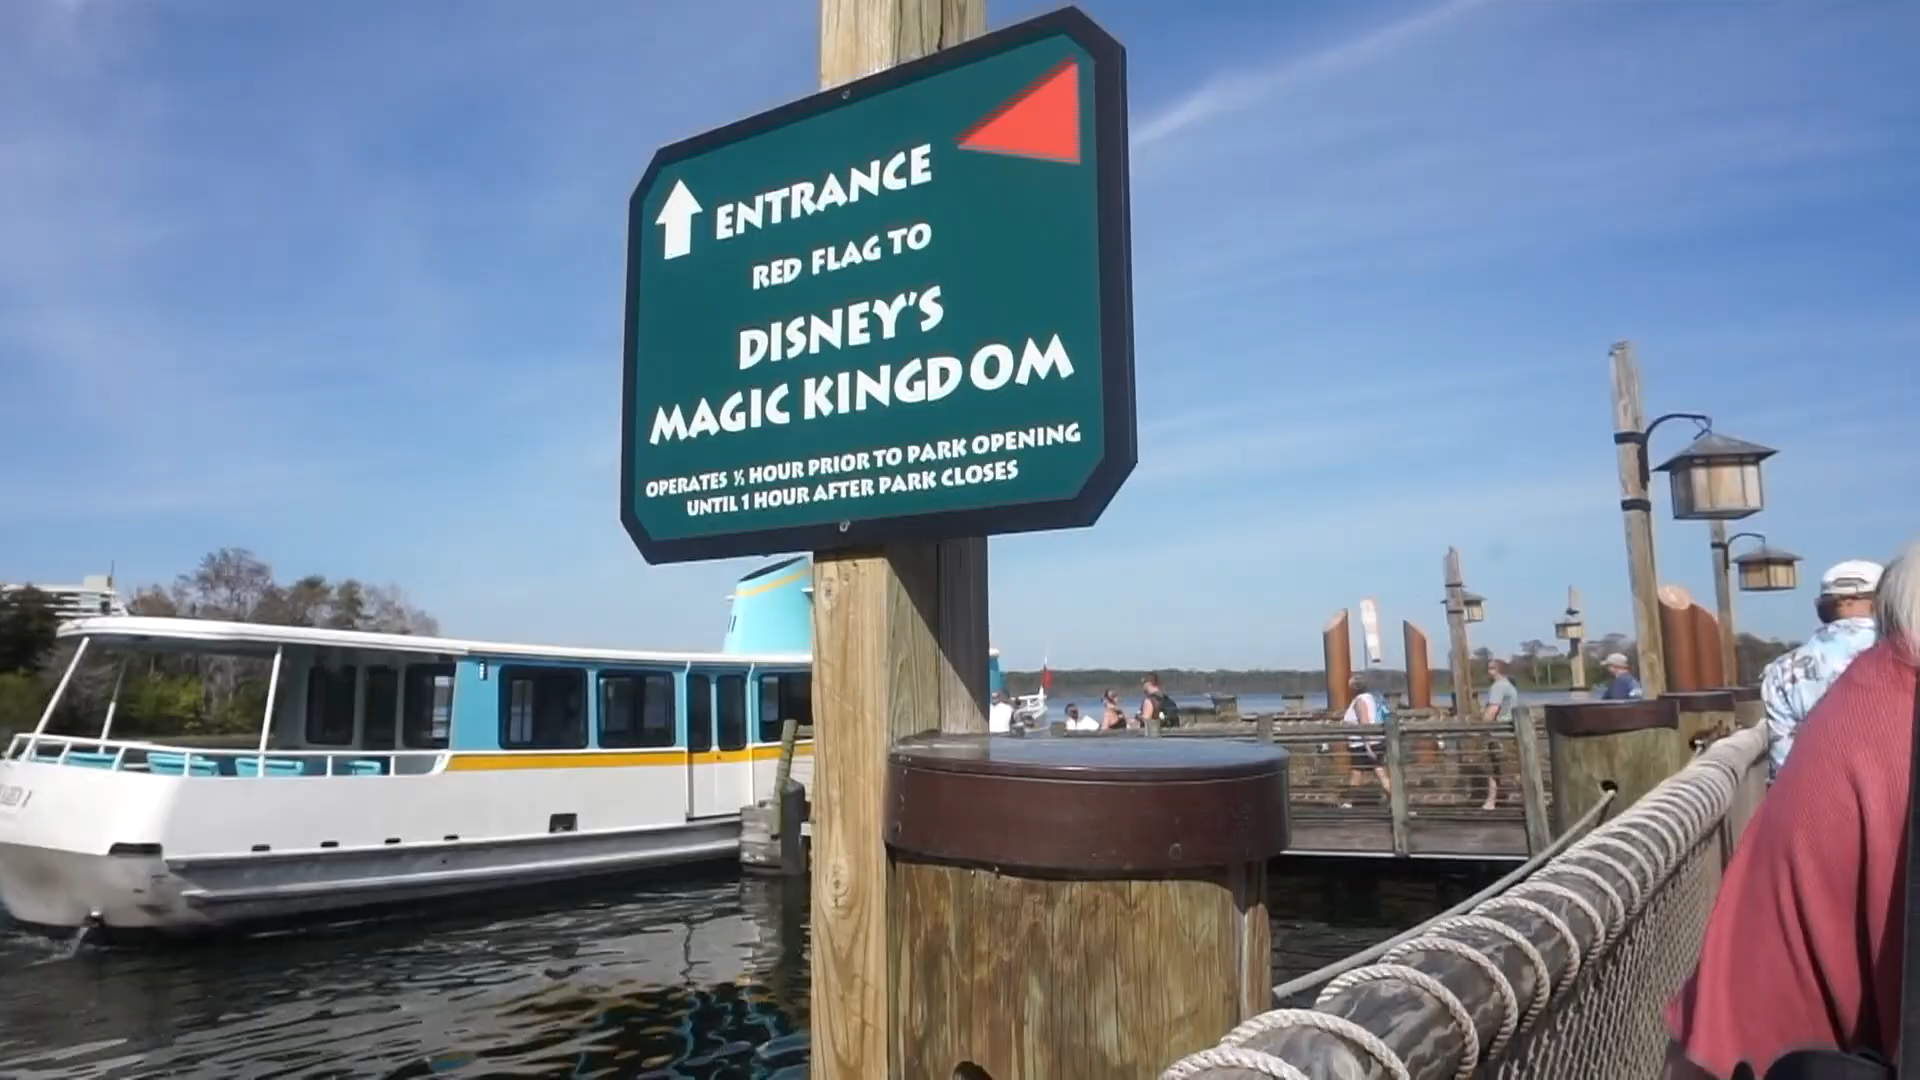 ENTRANCE
RED FLAG TO
DISNEY'S
MAGIC KINGDOM
OPERATES ½ HOUR PRIOR TO PARK OPENING
UNTIL 1 HOUR AFTER PARK CLOSES